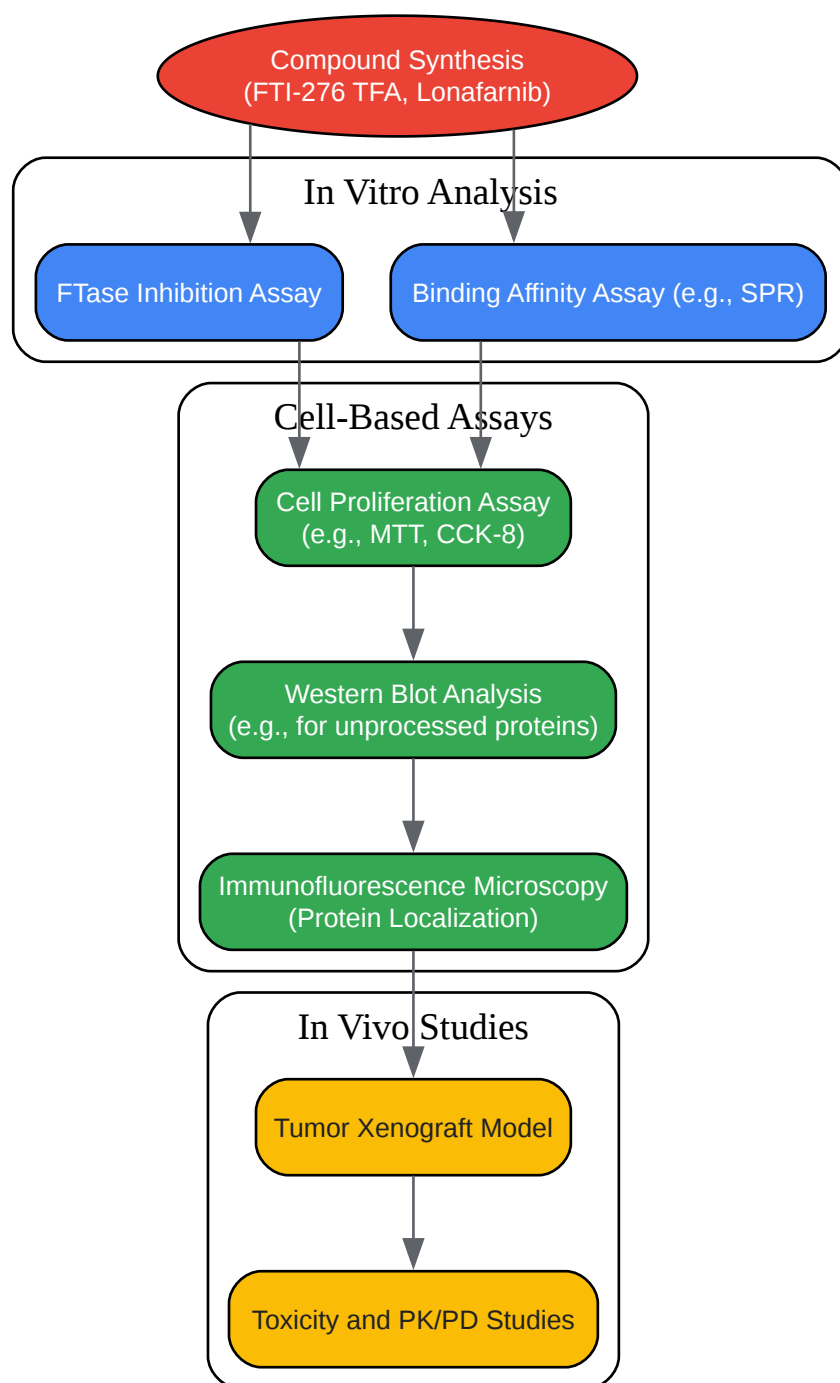 Compound Synthesis
(FTI-276 TFA, Lonafarnib)
In Vitro Analysis
FTase Inhibition Assay
Binding Affinity Assay (e.g., SPR)
Cell-Based Assays
Cell Proliferation Assay
(e.g., MTT, CCK-8)
Western Blot Analysis
(e.g., for unprocessed proteins)
Immunofluorescence Microscopy
(Protein Localization)
In Vivo Studies
Tumor Xenograft Model
Toxicity and PK/PD Studies